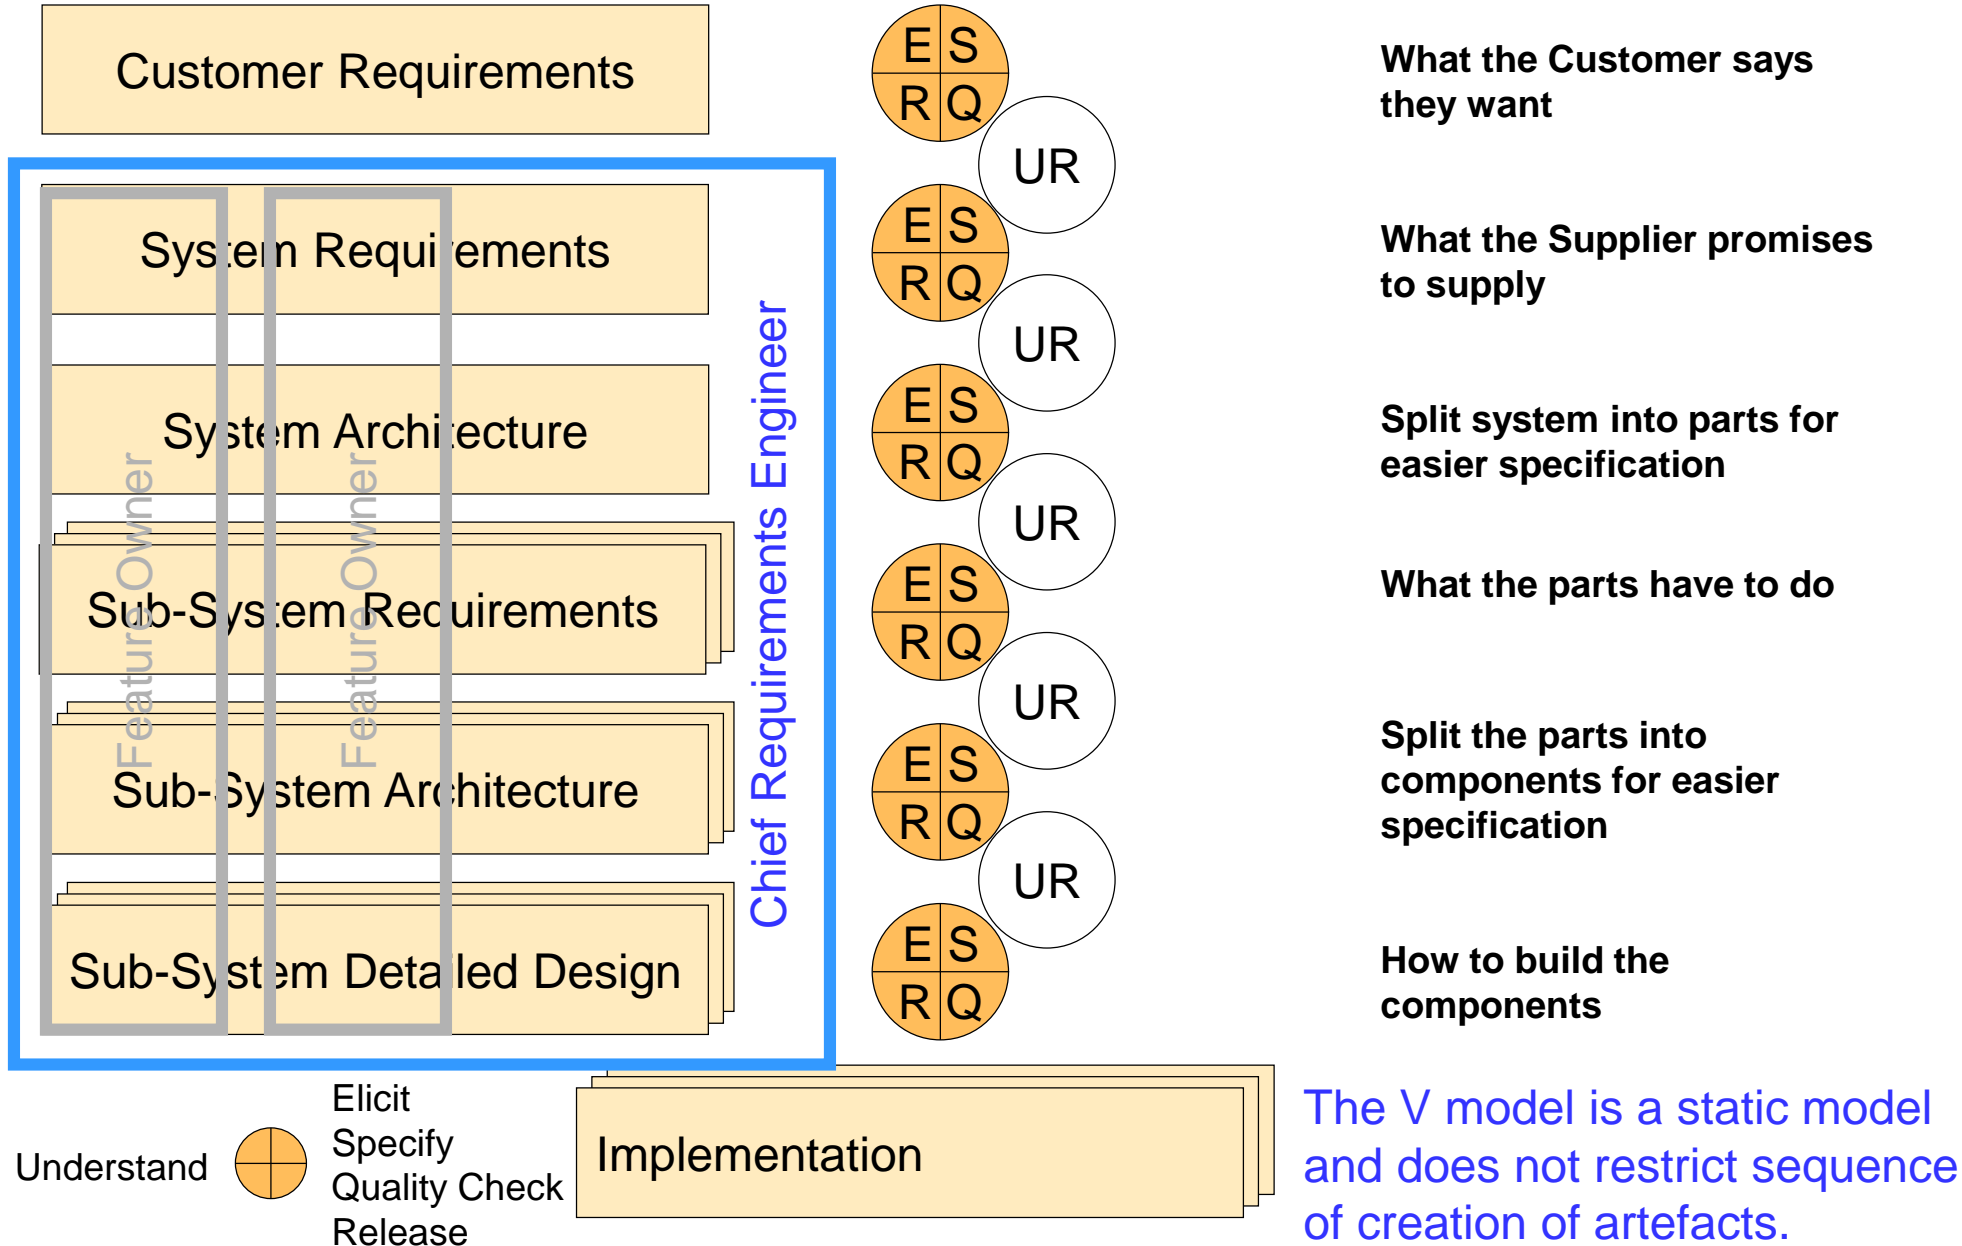 Customer Requirements
E S
R Q
What the Customer says
they want
UR
System Requirements
E S
R Q
What the Supplier promises
to supply
UR
System Architecture
E S
R Q
Split system into parts for
easier specification
UR
Sub-System Requirements
E S
R Q
What the parts have to do
UR
Sub-System Architecture
E S
R Q
Split the parts into
components for easier
specification
UR
Sub-System Detailed Design
E S
R Q
How to build the
components
Feature Owner
Feature Owner
Chief Requirements Engineer
Understand
Elicit
Specify
Quality Check
Release
Implementation
The V model is a static model
and does not restrict sequence
of creation of artefacts.